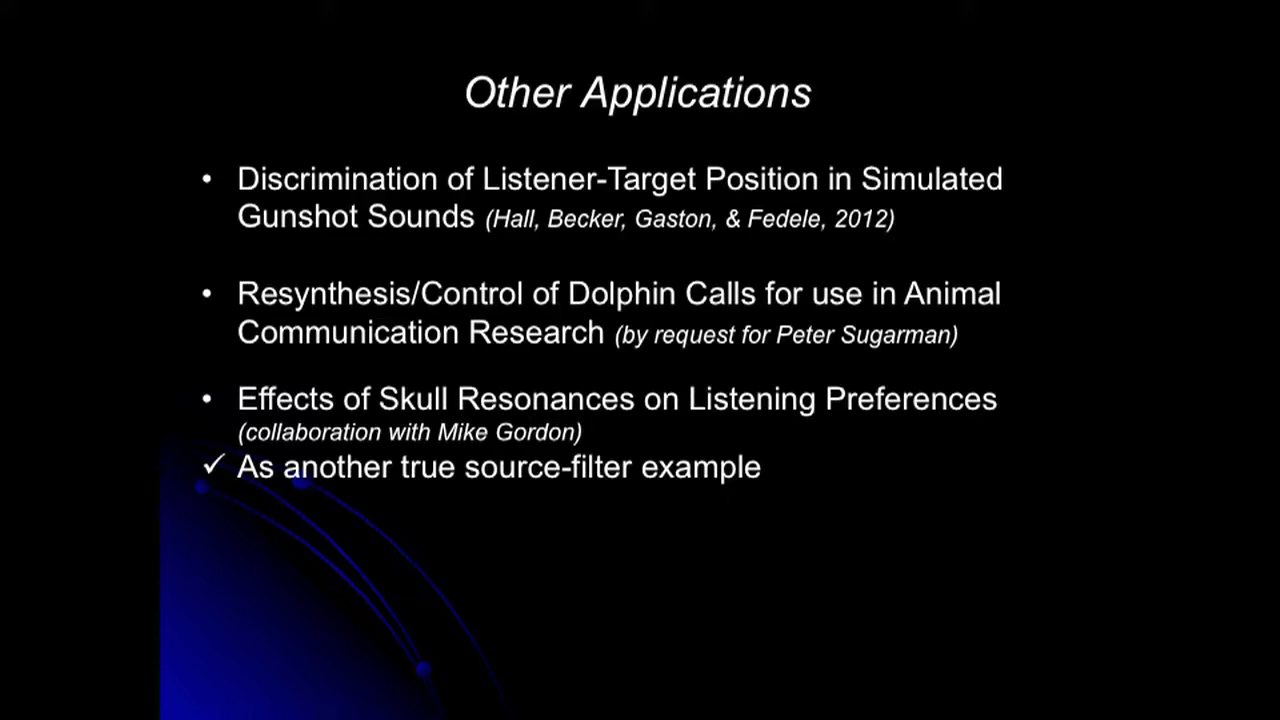 Other Applications
• Discrimination of Listener-Target Position in Simulated
Gunshot Sounds (Hall, Becker, Gaston, & Fedele, 2012)
• Resynthesis/Control of Dolphin Calls for use in Animal
Communication Research (by request for Peter Sugarman)
• Effects of Skull Resonances on Listening Preferences
(collaboration with Mike Gordon)
✓ As another true source-filter example